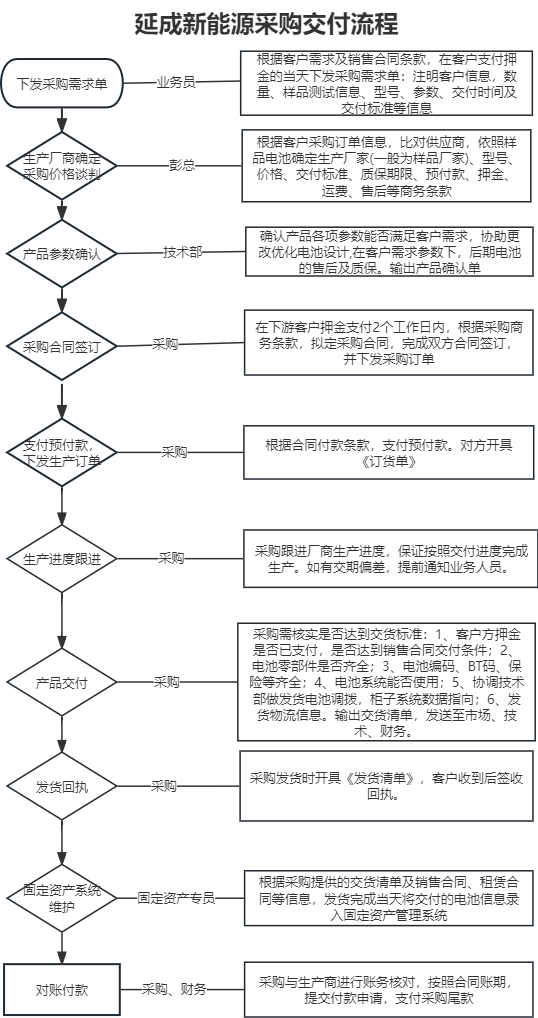 延成新能源采购交付流程
下发采购需求单
业务员
根据客户需求及销售合同条款，在客户支付押
金的当天下发采购需求单：注明客户信息，数
量、样品测试信息、型号、参数、交付时间及
交付标准等信息
生产厂商确定
采购价格谈判
彭总
根据客户采购订单信息，比对供应商，依照样
品电池确定生产厂家(一般为样品厂家)、型号、
价格、交付标准、质保期限、预付款、押金、
运费、售后等商务条款
产品参数确认
技术部
确认产品各项参数能否满足客户需求，协助更
改优化电池设计,在客户需求参数下，后期电池
的售后及质保。输出产品确认单
采购合同签订
采购
在下游客户押金支付2个工作日内，根据采购商
务条款，拟定采购合同，完成双方合同签订，
并下发采购订单
支付预付款，
下发生产订单
采购
根据合同付款条款，支付预付款。对方开具
《订货单》
生产进度跟进
采购
采购跟进厂商生产进度，保证按照交付进度完成
生产。如有交期偏差，提前通知业务人员。
产品交付
采购
采购需核实是否达到交货标准：1、客户方押金
是否已支付，是否达到销售合同交付条件；2、
电池零部件是否齐全；3、电池编码、BT码、保
险等齐全；4、电池系统能否使用；5、协调技术
部做发货电池调拨，柜子系统数据指向；6、发
货物流信息。输出交货清单，发送至市场、技
术、财务。
发货回执
采购
采购发货时开具《发货清单》，客户收到后签收
回执。
固定资产系统
维护
固定资产专员
根据采购提供的交货清单及销售合同、租赁合
同等信息，发货完成当天将交付的电池信息录
入固定资产管理系统
对账付款
采购、财务
采购与生产商进行账务核对，按照合同账期，
提交付款申请，支付采购尾款